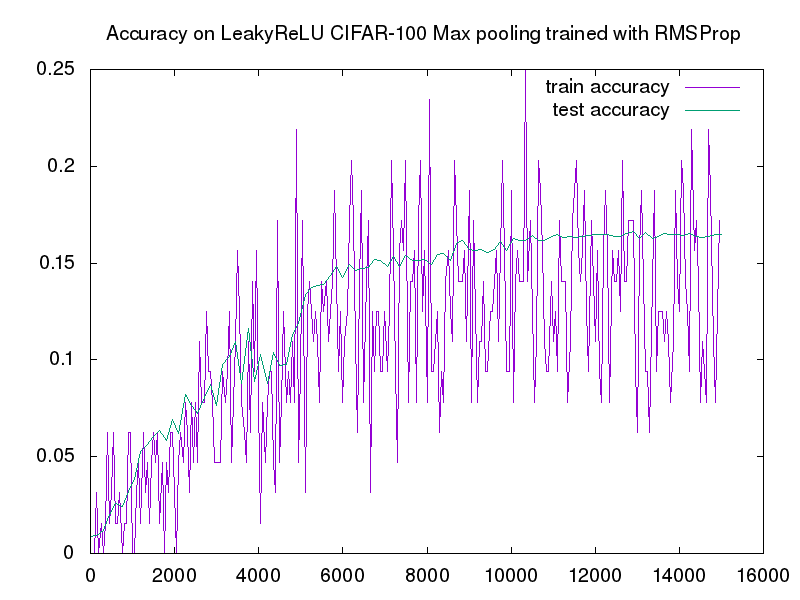 Accuracy on LeakyReLU CIFAR-100 Max pooling trained with RMSProp
0.25
train accuracy
test accuracy
0.2
0.15
0.1
0.05
0
0 2000 4000 6000 8000 10000 12000 14000 16000